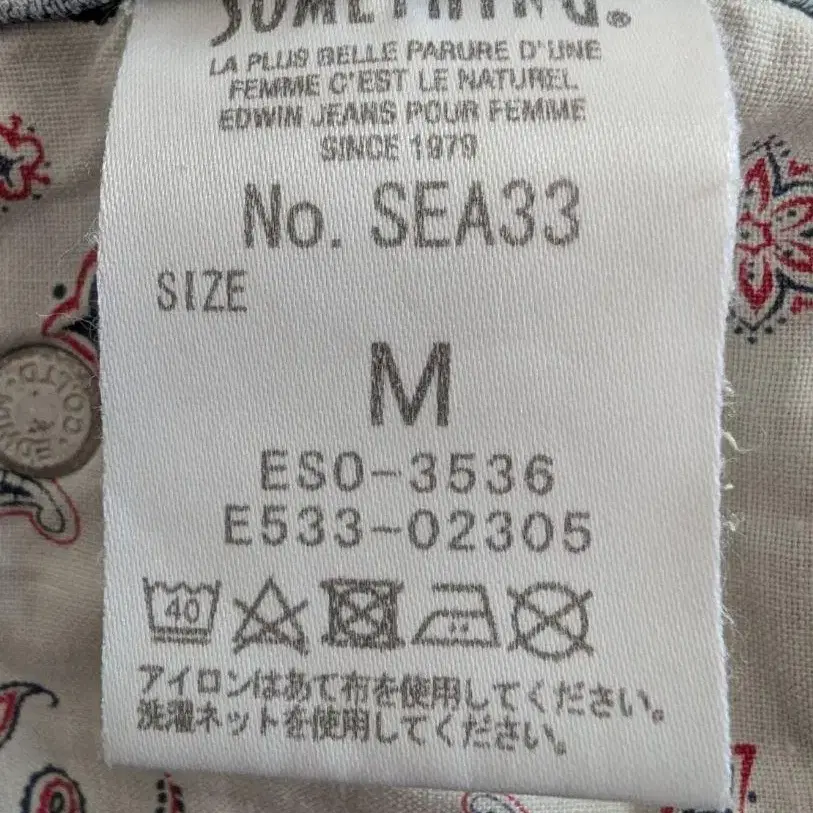 SOMETHING.
LA PLUS BELLE PARURE D'UNE
FEMME C'EST LE NATUREL
EDWIN JEANS POUR FEMME
SINCE 1979
No. SEA33
SIZE
M
ESO-3536
E533-02305
40
アイロンはあて布を使用してください。
洗濯ネットを使用してください。